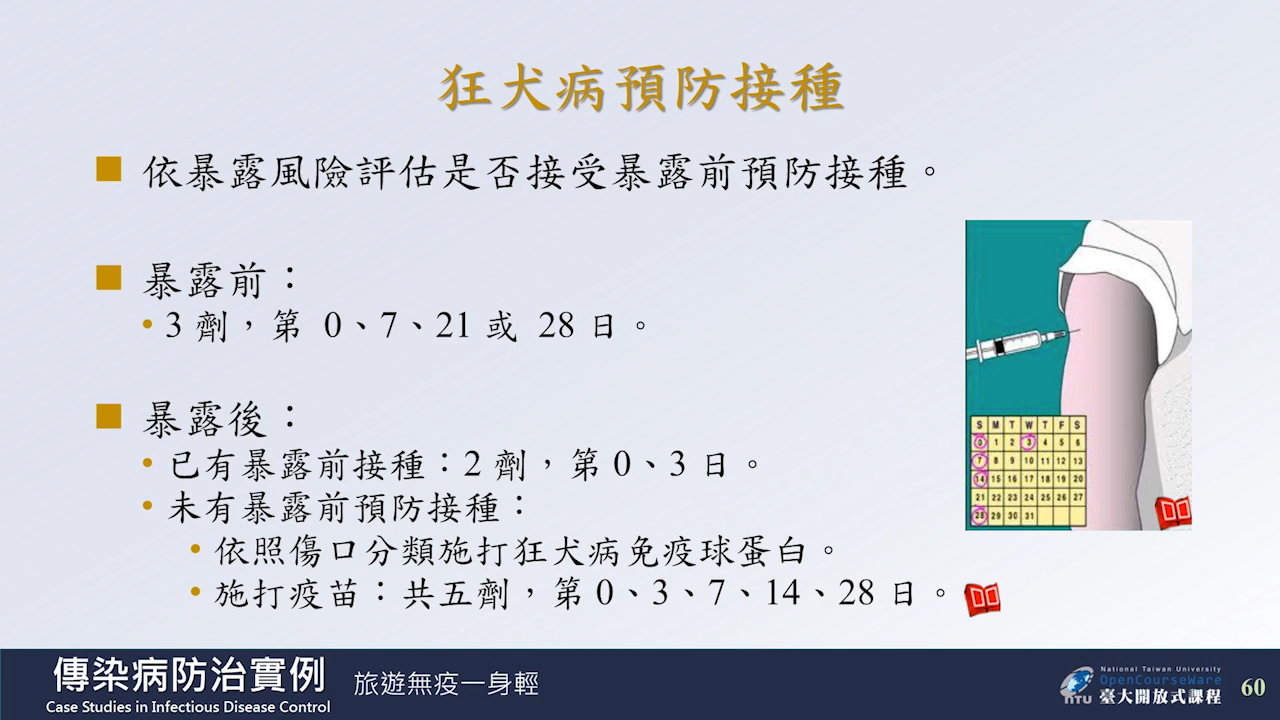 狂犬病預防接種
依暴露風險評估是否接受暴露前預防接種。
暴露前：
• 3 劑，第 0、7、21 或 28 日。
暴露後：
• 已有暴露前接種：2 劑，第 0、3 日。
• 未有暴露前預防接種：
• 依照傷口分類施打狂犬病免疫球蛋白。
• 施打疫苗：共五劑，第 0、3、7、14、28 日。
S M T W T F S
0 1 2 3 4 5 6
7 8 9 10 11 12 13
14 15 16 17 18 19 20
21 22 23 24 25 26 27
28 29 30 31
傳染病防治實例 旅遊無疫一身輕
Case Studies in Infectious Disease Control
National Taiwan University
OpenCourseWare
NTU 臺大開放式課程
60